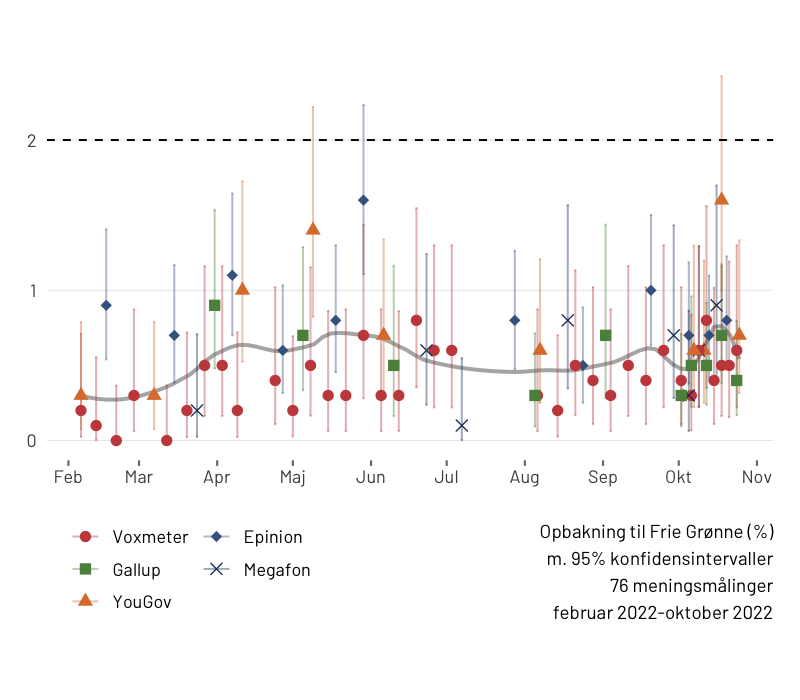 2
1
0
Feb Mar Apr Maj Jun Jul Aug Sep Okt Nov
Voxmeter
Epinion
Gallup
Megafon
YouGov
Opbakning til Frie Grønne (%)
m. 95% konfidensintervaller
76 meningsmålinger
februar 2022-oktober 2022